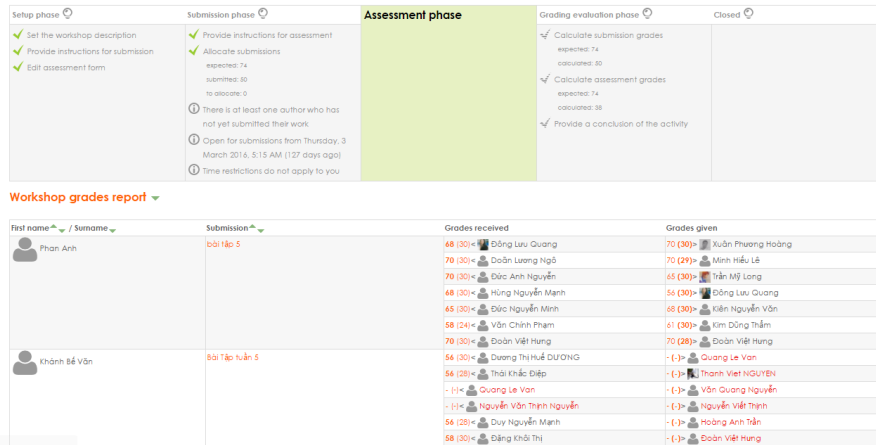 Setup phase
Set the workshop description
Provide instructions for submission
Edit assessment form
Submission phase
Provide instructions for assessment
Allocate submissions
expected: 74
submitted: 50
to allocate: 0
There is at least one author who has
not yet submitted their work
Open for submissions from Thursday, 3
March 2016, 5:15 AM (127 days ago)
Time restrictions do not apply to you
Assessment phase
Grading evaluation phase
Calculate submission grades
expected: 74
calculated: 50
Calculate assessment grades
expected: 74
calculated: 38
Provide a conclusion of the activity
Closed
Workshop grades report
First name / Surname Submission Grades received Grades given
Phan Anh bài tập 5 68 (30)< Đông Lưu Quang 70 (30)> Xuân Phương Hoàng
70 (30)< Doãn Lương Ngô 70 (29)> Minh Hiếu Lê
70 (30)< Đức Anh Nguyễn 65 (30)> Trần Mỹ Long
68 (30)< Hùng Nguyễn Mạnh 56 (30)> Đông Lưu Quang
65 (30)< Đức Nguyễn Minh 68 (30)> Kiên Nguyễn Văn
58 (24)< Văn Chính Phạm 61 (30)> Kim Dũng Thẩm
70 (30)< Đoàn Việt Hưng 70 (28)> Đoàn Việt Hưng
Khánh Bế Văn Bài Tập tuần 5 56 (30)< Dương Thị Huế DƯƠNG - (-)> Quang Le Van
56 (28)< Thái Khắc Điệp - (-)> Thanh Viet NGUYEN
- (-)< Quang Le Van - (-)> Văn Quang Nguyễn
- (-)< Nguyễn Văn Thịnh Nguyễn - (-)> Nguyễn Viết Thịnh
56 (28)< Duy Nguyễn Mạnh - (-)> Hoàng Anh Trần
58 (30)< Đặng Khôi Thị - (-)> Đoàn Việt Hưng